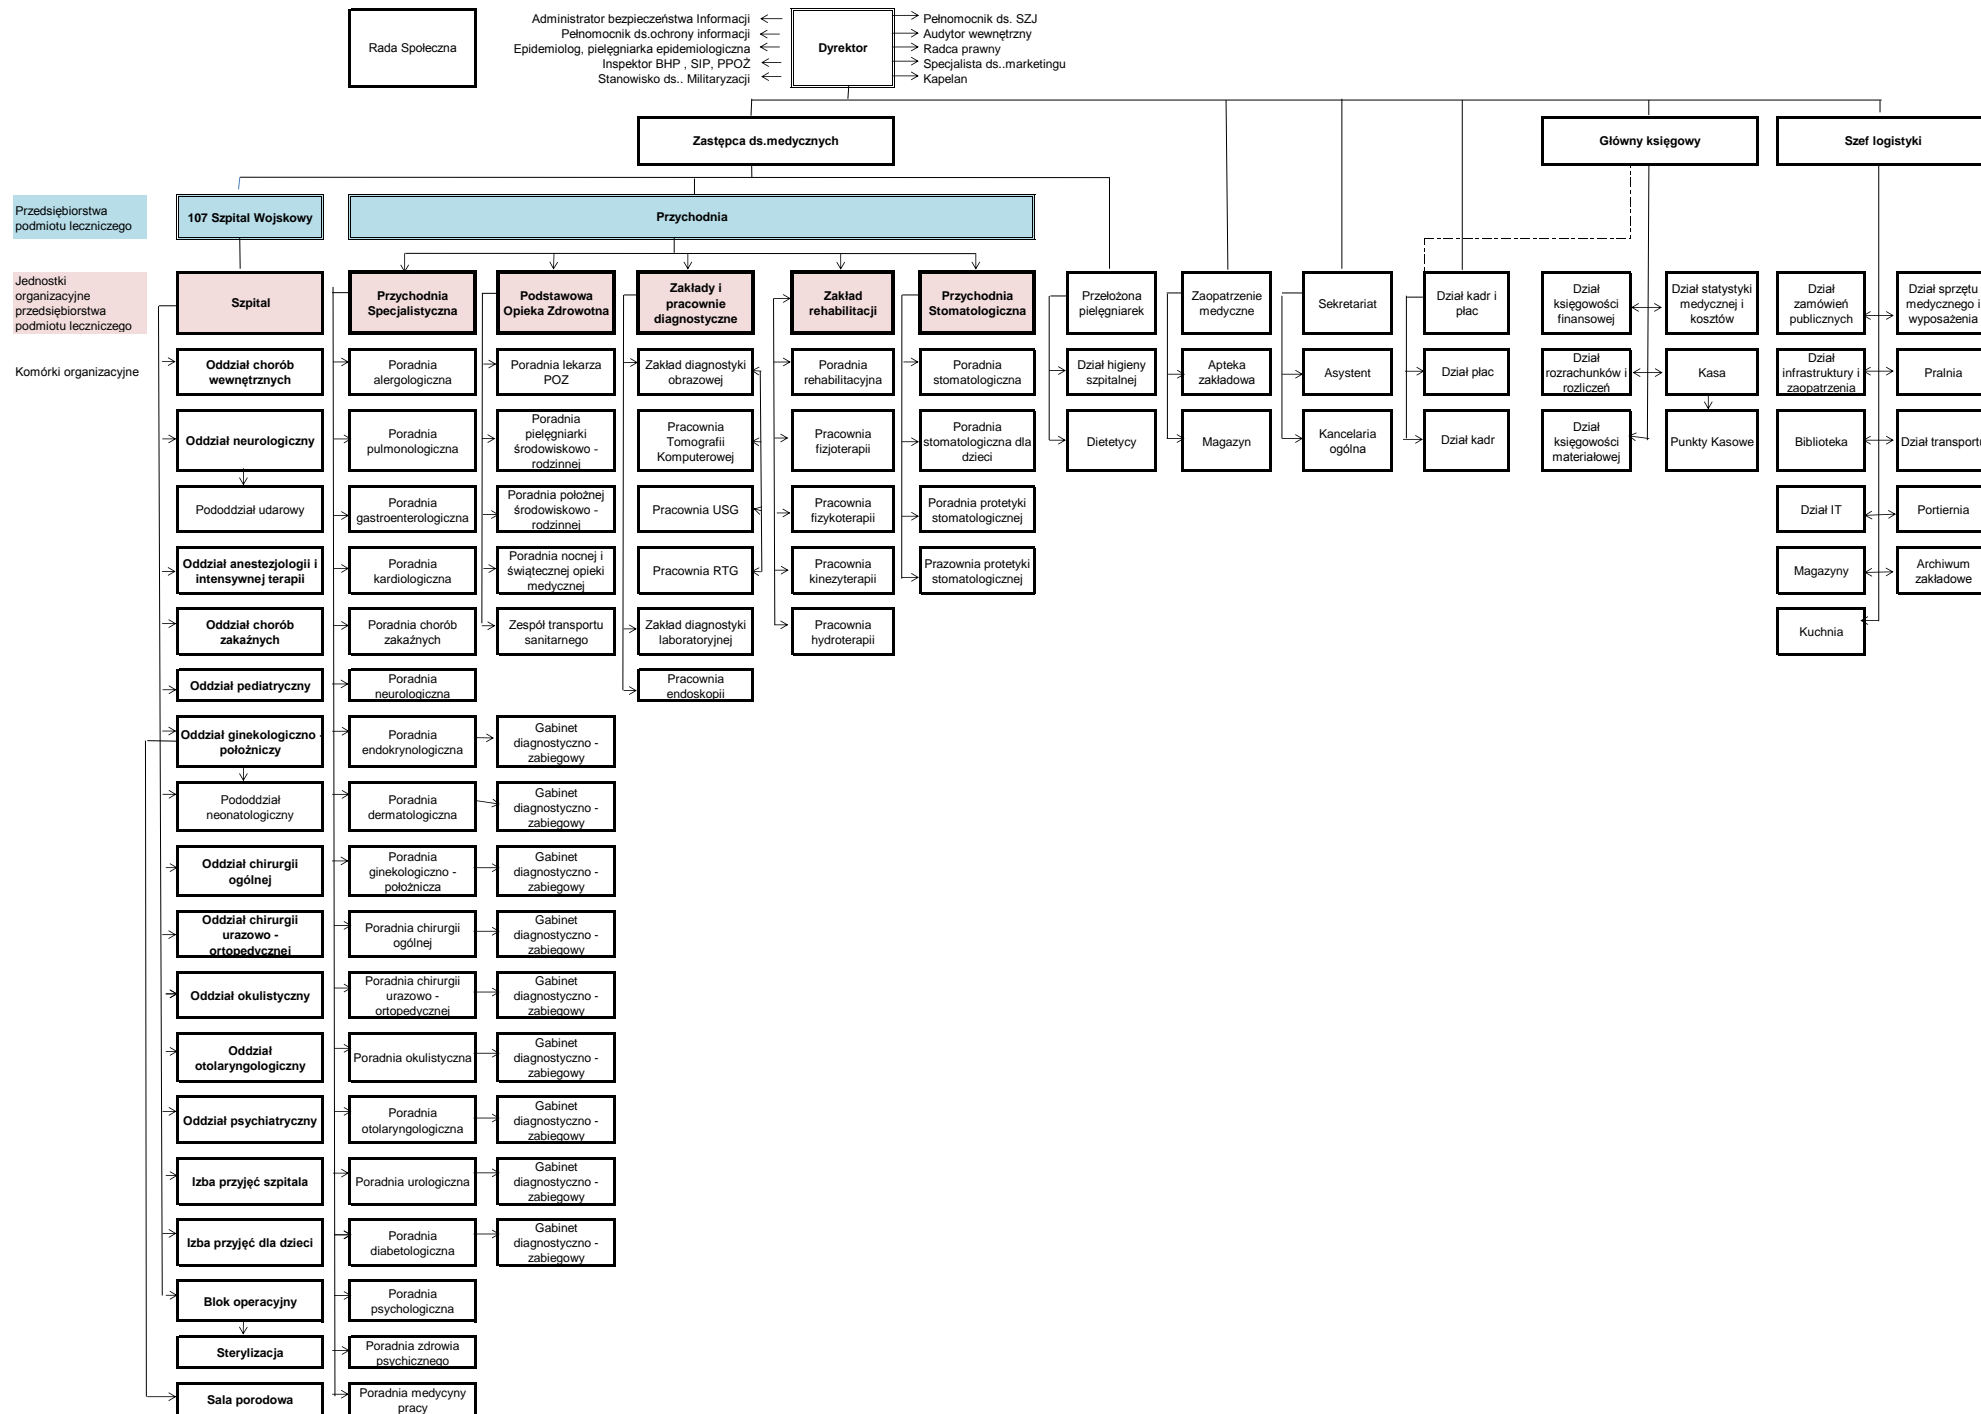 Rada Społeczna
Administrator bezpieczeństwa Informacji
Pełnomocnik ds.ochrony informacji
Epidemiolog, pielęgniarka epidemiologiczna
Inspektor BHP , SIP, PPOŻ
Stanowisko ds.. Militaryzacji
Dyrektor
Pełnomocnik ds. SZJ
Audytor wewnętrzny
Radca prawny
Specjalista ds..marketingu
Kapelan
Zastępca ds.medycznych
Główny księgowy
Szef logistyki
Przedsiębiorstwa
podmiotu leczniczego
107 Szpital Wojskowy
Przychodnia
Jednostki
organizacyjne
przedsiębiorstwa
podmiotu leczniczego
Szpital
Przychodnia
Specjalistyczna
Podstawowa
Opieka Zdrowotna
Zakłady i
pracownie
diagnostyczne
Zakład
rehabilitacji
Przychodnia
Stomatologiczna
Przełożona
pielęgniarek
Zaopatrzenie
medyczne
Sekretariat
Dział kadr i
płac
Dział
księgowości
finansowej
Dział statystyki
medycznej i
kosztów
Dział
zamówień
publicznych
Dział sprzętu
medycznego i
wyposażenia
Komórki organizacyjne
Oddział chorób
wewnętrznych
Poradnia
alergologiczna
Poradnia lekarza
POZ
Zakład diagnostyki
obrazowej
Poradnia
rehabilitacyjna
Poradnia
stomatologiczna
Dział higieny
szpitalnej
Apteka
zakładowa
Asystent
Dział płac
Dział
rozrachunków i
rozliczeń
Kasa
Dział
infrastruktury i
zaopatrzenia
Pralnia
Oddział neurologiczny
Poradnia
pulmonologiczna
Poradnia
pielęgniarki
środowiskowo -
rodzinnej
Pracownia
Tomografii
Komputerowej
Pracownia
fizjoterapii
Poradnia
stomatologiczna dla
dzieci
Dietetycy
Magazyn
Kancelaria
ogólna
Dział kadr
Dział
księgowości
materiałowej
Punkty Kasowe
Biblioteka
Dział transportu
Pododdział udarowy
Poradnia
gastroenterologiczna
Poradnia położnej
środowiskowo -
rodzinnej
Pracownia USG
Pracownia
fizykoterapii
Poradnia protetyki
stomatologicznej
Dział IT
Portiernia
Oddział anestezjologii i
intensywnej terapii
Poradnia
kardiologiczna
Poradnia nocnej i
świątecznej opieki
medycznej
Pracownia RTG
Pracownia
kinezyterapii
Prazownia protetyki
stomatologicznej
Magazyny
Archiwum
zakładowe
Oddział chorób
zakaźnych
Poradnia chorób
zakaźnych
Zespół transportu
sanitarnego
Zakład diagnostyki
laboratoryjnej
Pracownia
hydroterapii
Kuchnia
Oddział pediatryczny
Poradnia
neurologiczna
Pracownia
endoskopii
Oddział ginekologiczno -
położniczy
Poradnia
endokrynologiczna
Gabinet
diagnostyczno -
zabiegowy
Pododdział
neonatologiczny
Poradnia
dermatologiczna
Gabinet
diagnostyczno -
zabiegowy
Oddział chirurgii
ogólnej
Poradnia
ginekologiczno -
położnicza
Gabinet
diagnostyczno -
zabiegowy
Oddział chirurgii
urazowo -
ortopedycznej
Poradnia chirurgii
ogólnej
Gabinet
diagnostyczno -
zabiegowy
Oddział okulistyczny
Poradnia chirurgii
urazowo -
ortopedycznej
Gabinet
diagnostyczno -
zabiegowy
Oddział
otolaryngologiczny
Poradnia okulistyczna
Gabinet
diagnostyczno -
zabiegowy
Oddział psychiatryczny
Poradnia
otolaryngologiczna
Gabinet
diagnostyczno -
zabiegowy
Izba przyjęć szpitala
Poradnia urologiczna
Gabinet
diagnostyczno -
zabiegowy
Izba przyjęć dla dzieci
Poradnia
diabetologiczna
Gabinet
diagnostyczno -
zabiegowy
Blok operacyjny
Poradnia
psychologiczna
Sterylizacja
Poradnia zdrowia
psychicznego
Sala porodowa
Poradnia medycyny
pracy